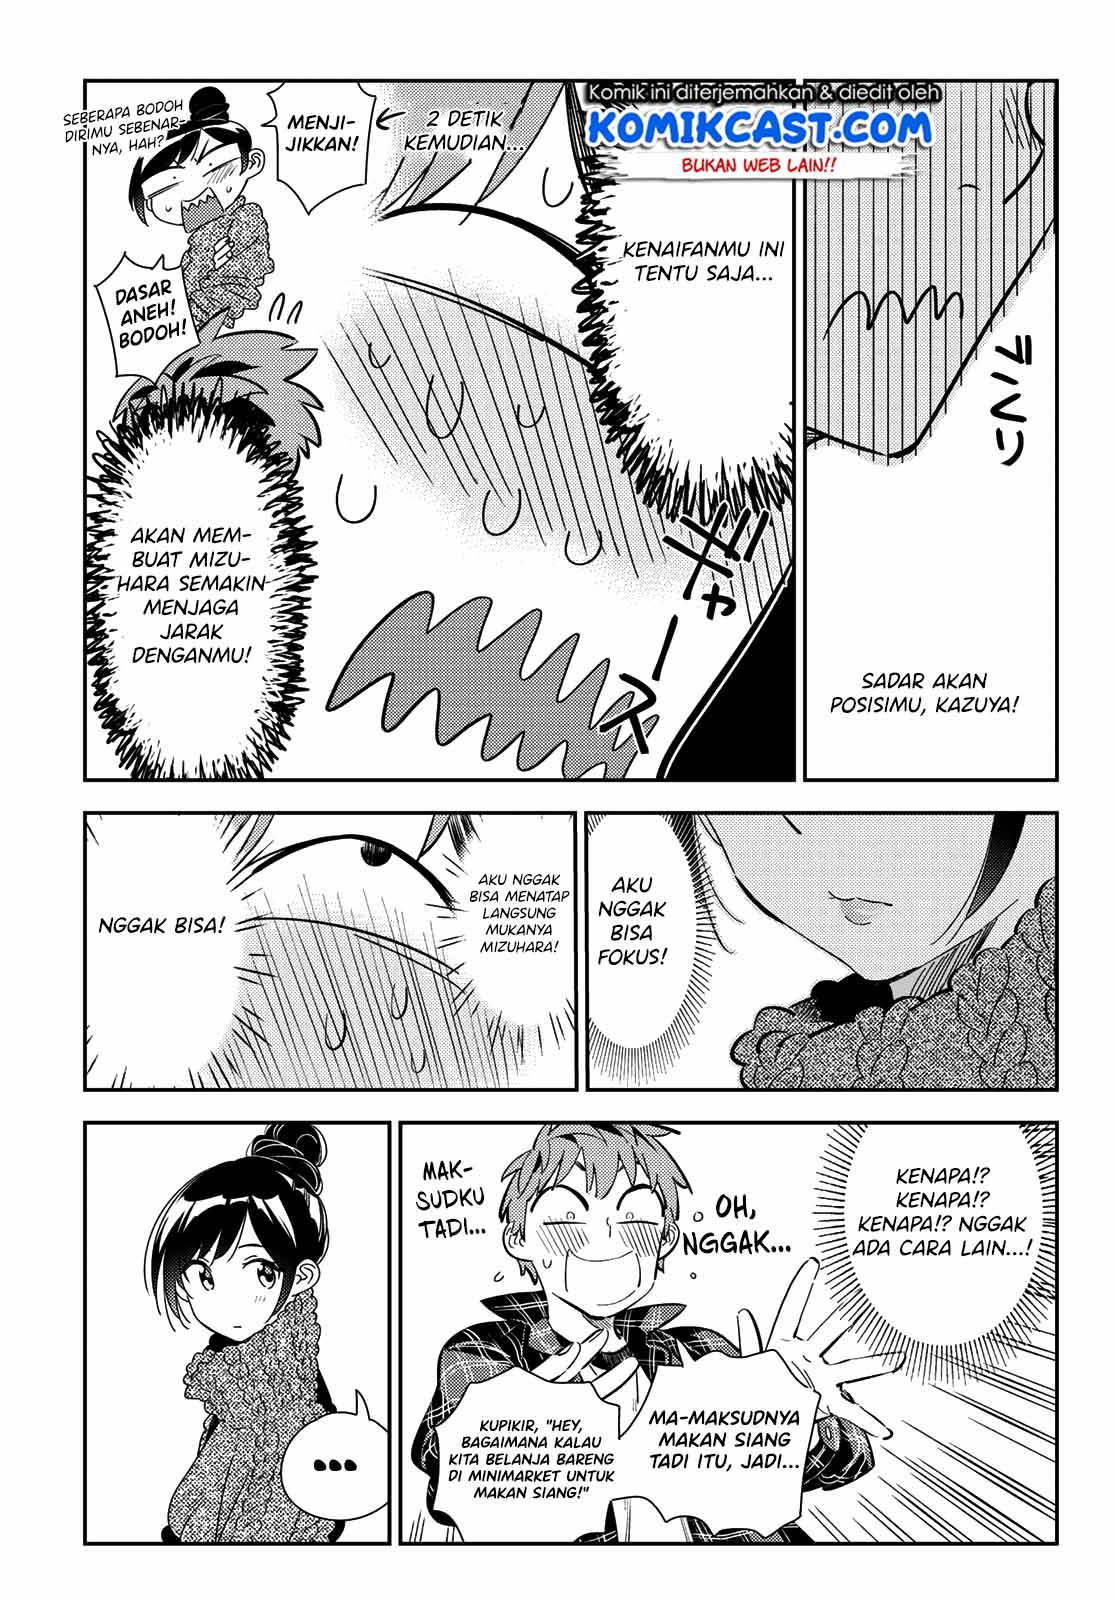 Komik ini diterjemahkan & diedit oleh
KOMIKCAST.COM
BUKAN WEB LAIN!!
SADAR AKAN
POSISIMU, KAZUYA!
KENAIFANMU INI
TENTU SAJA...
2 DETIK
KEMUDIAN...
MENJI-
JIKKAN!
SEBERAPA BODOH
DIRIMU SEBENAR-
NYA, HAH?
DASAR
ANEH!
BODOH!
AKAN MEM-
BUAT MIZU-
HARA SEMAKIN
MENJAGA
JARAK
DENGANMU!
ギャース
AKU
NGGAK
BISA
FOKUS!
AKU NGGAK
BISA MENATAP
LANGSUNG
MUKANYA
MIZUHARA!
NGGAK BISA!
KENAPA!?
KENAPA!?
KENAPA!? NGGAK
ADA CARA LAIN...!
OH,
NGGAK...
MAK-
SUDKU
TADI...
MA-MAKSUDNYA
MAKAN SIANG
TADI ITU, JADI...
KUPIKIR, "HEY,
BAGAIMANA KALAU
KITA BELANJA BARENG
DI MINIMARKET UNTUK
MAKAN SIANG!"
...